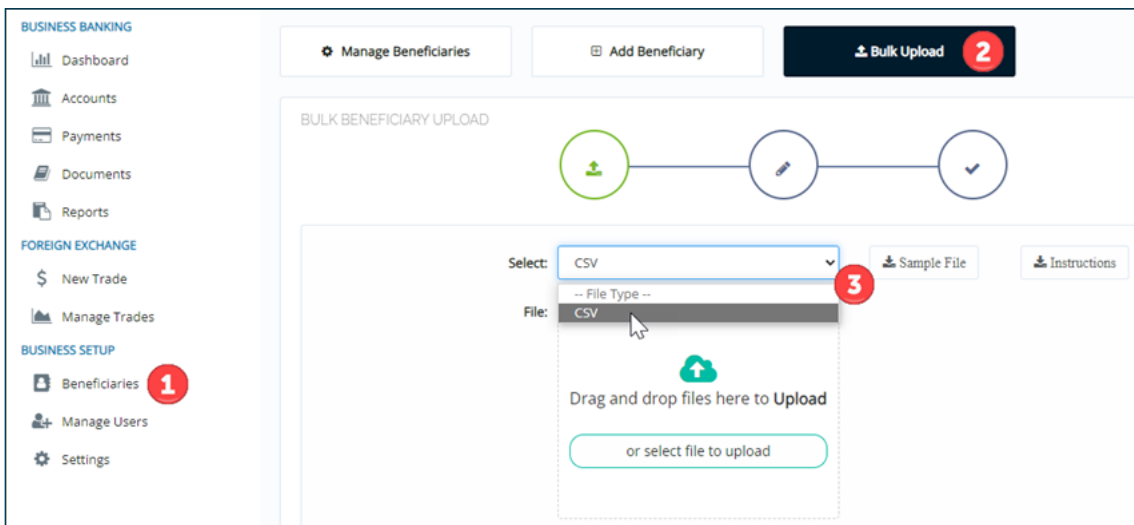 BUSINESS BANKING
Dashboard
Accounts
Payments
Documents
Reports
FOREIGN EXCHANGE
New Trade
Manage Trades
BUSINESS SETUP
Beneficiaries 1
Manage Users
Settings
Manage Beneficiaries
Add Beneficiary
Bulk Upload 2
BULK BENEFICIARY UPLOAD
Select: CSV 3
Sample File
Instructions
-- File Type --
File: CSV
Drag and drop files here to Upload
or select file to upload